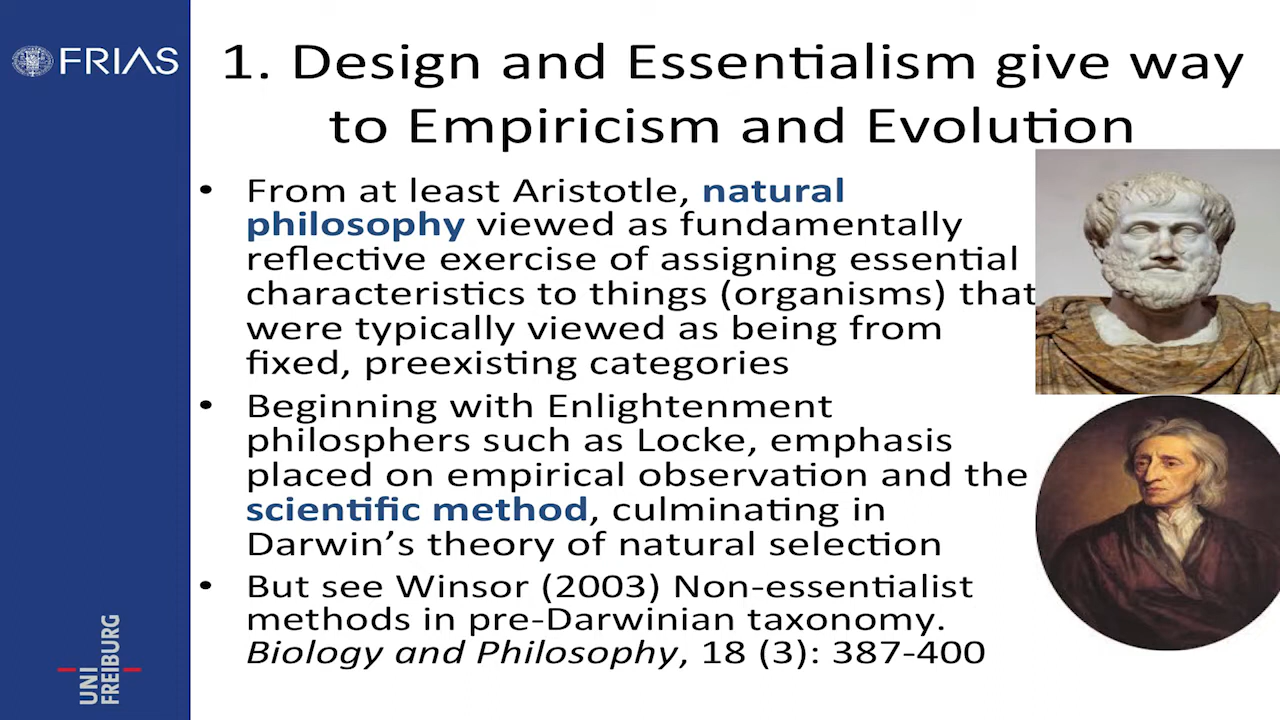 FRIAS
1. Design and Essentialism give way
to Empiricism and Evolution
• From at least Aristotle, natural
philosophy viewed as fundamentally
reflective exercise of assigning essential
characteristics to things (organisms) that
were typically viewed as being from
fixed, preexisting categories
• Beginning with Enlightenment
philosphers such as Locke, emphasis
placed on empirical observation and the
scientific method, culminating in
Darwin’s theory of natural selection
• But see Winsor (2003) Non-essentialist
methods in pre-Darwinian taxonomy.
Biology and Philosophy, 18 (3): 387-400
UNI
FREIBURG